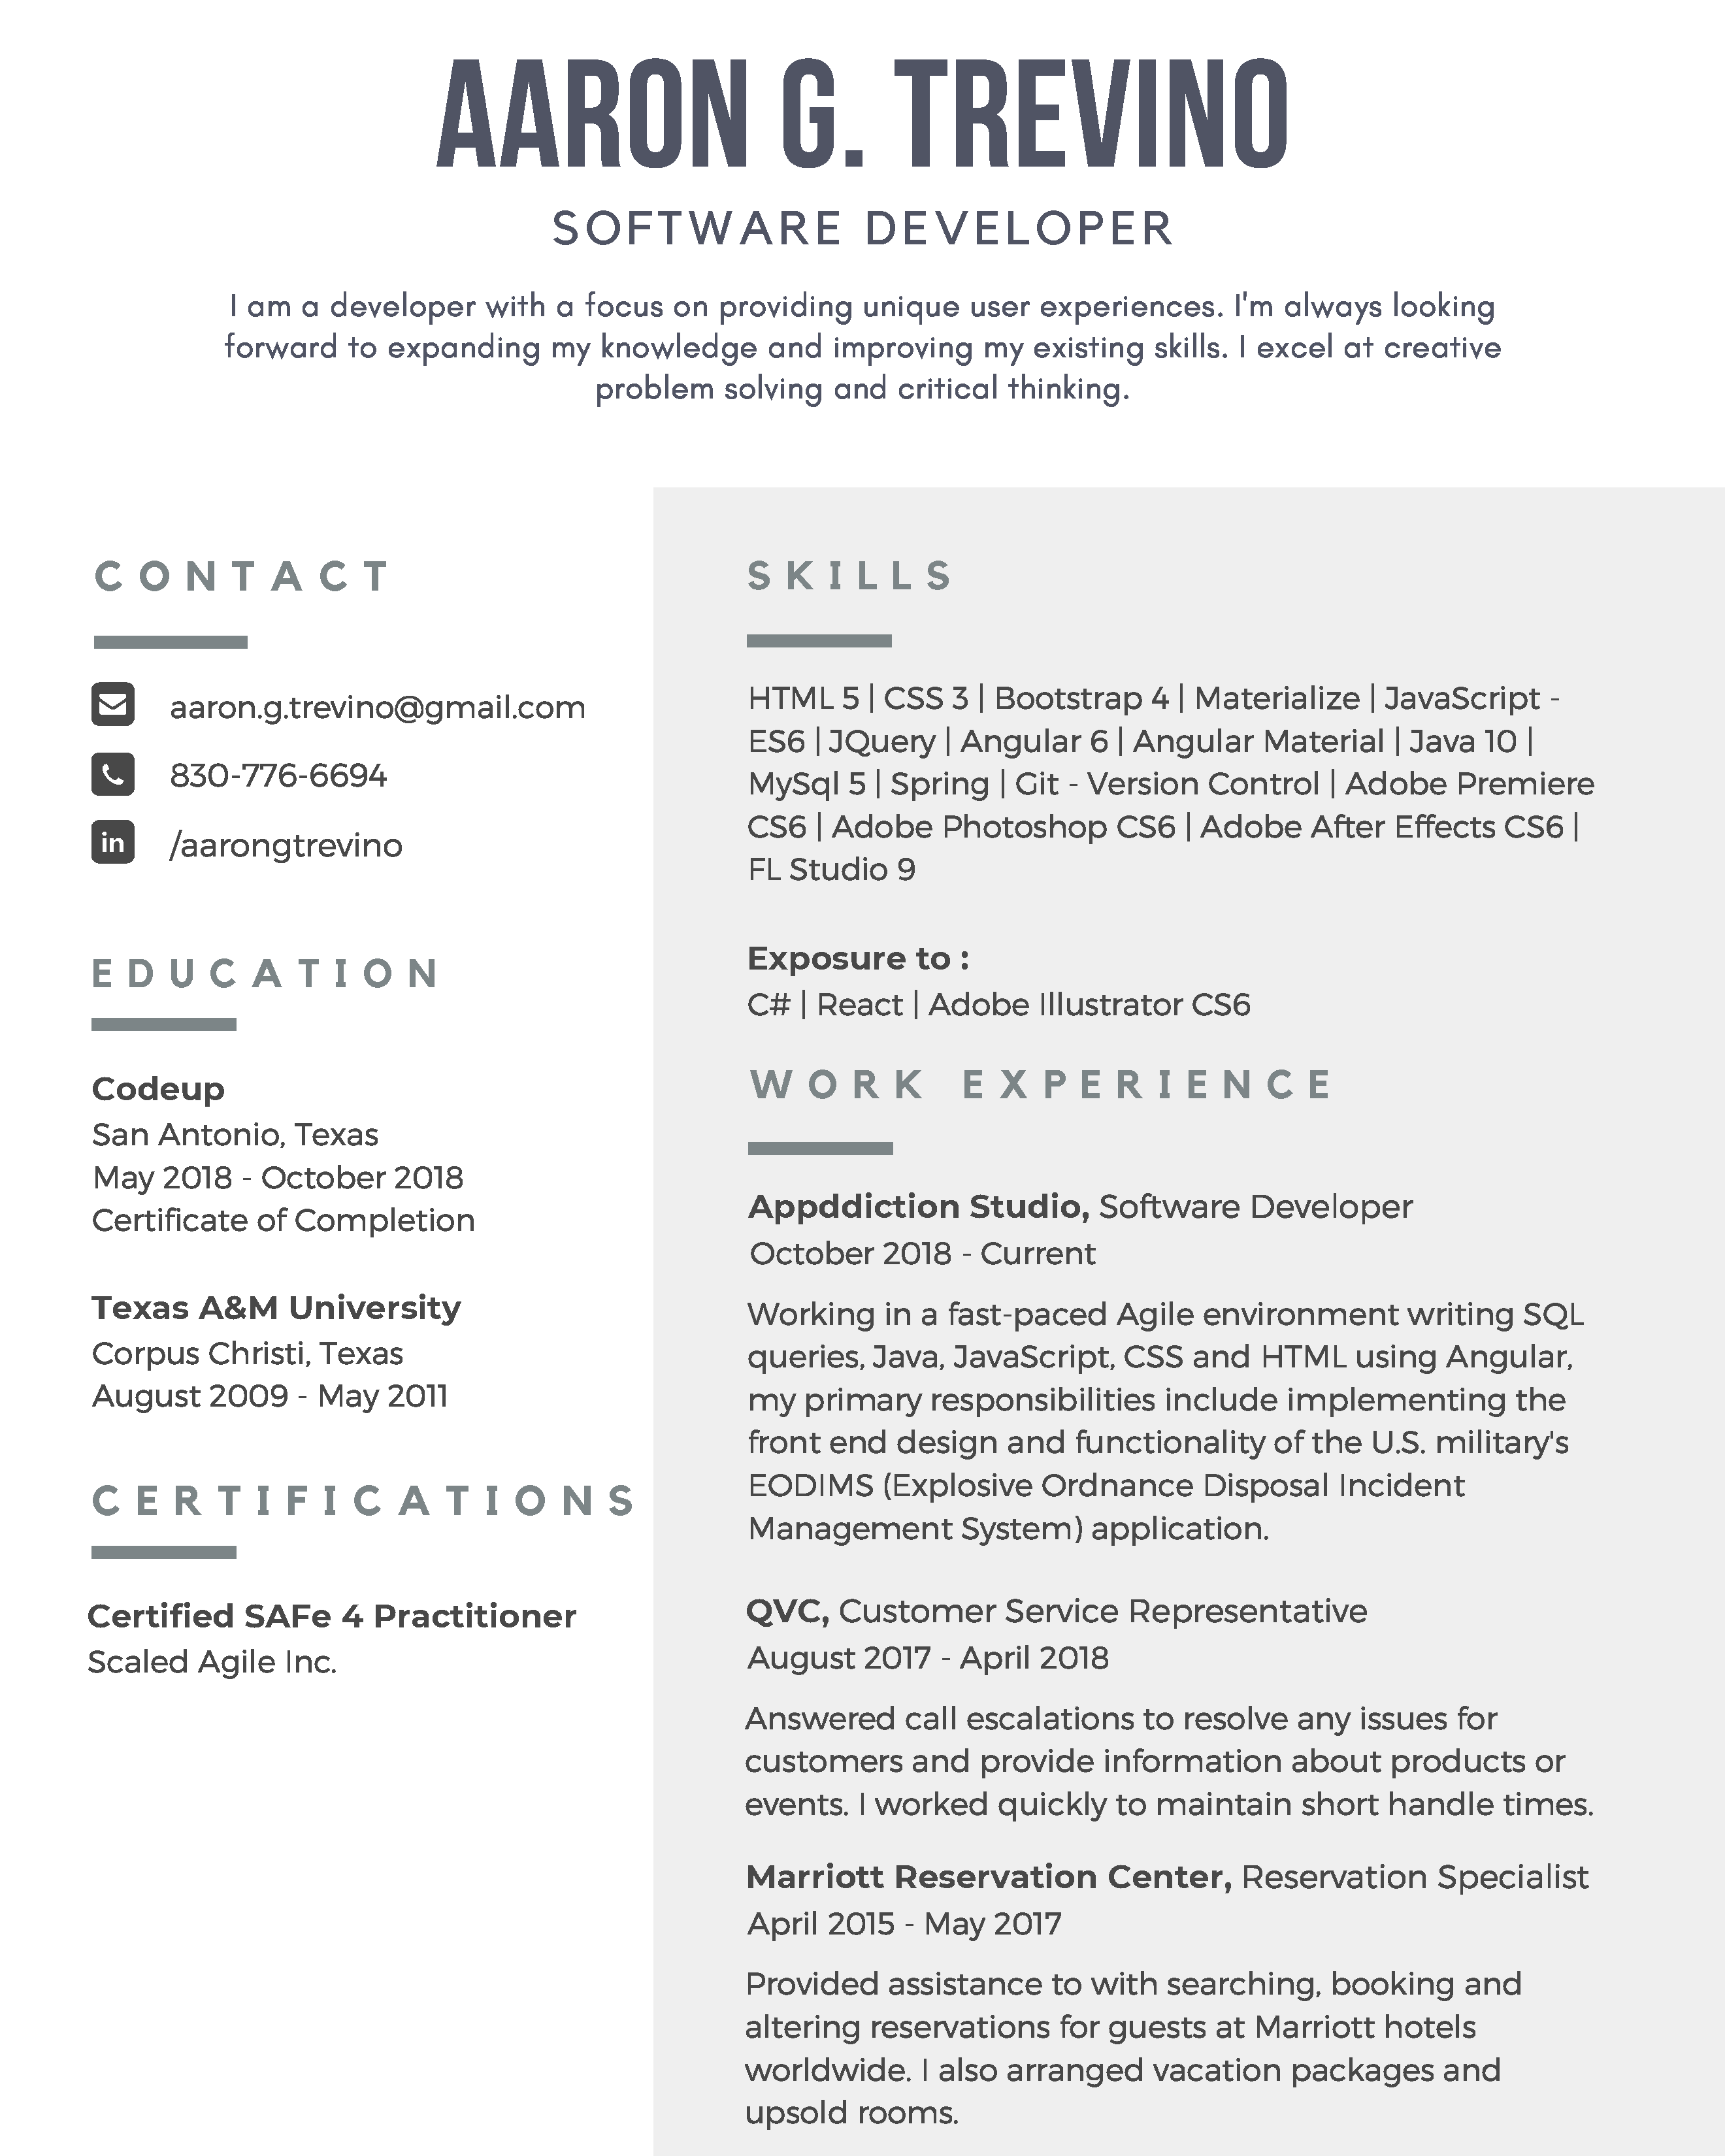 AARON G. TREVINO
SOFTWARE DEVELOPER
I am a developer with a focus on providing unique user experiences. I'm always looking
forward to expanding my knowledge and improving my existing skills. I excel at creative
problem solving and critical thinking.
CONTACT
aaron.g.trevino@gmail.com
830-776-6694
in /aarongtrevino
EDUCATION
Codeup
San Antonio, Texas
May 2018 - October 2018
Certificate of Completion
Texas A&M University
Corpus Christi, Texas
August 2009 - May 2011
CERTIFICATIONS
Certified SAFe 4 Practitioner
Scaled Agile Inc.
SKILLS
HTML 5 | CSS 3 | Bootstrap 4 | Materialize | JavaScript -
ES6 | JQuery | Angular 6 | Angular Material | Java 10 |
MySql 5 | Spring | Git - Version Control | Adobe Premiere
CS6 | Adobe Photoshop CS6 | Adobe After Effects CS6 |
FL Studio 9
Exposure to :
C# | React | Adobe Illustrator CS6
WORK EXPERIENCE
Appddiction Studio, Software Developer
October 2018 - Current
Working in a fast-paced Agile environment writing SQL
queries, Java, JavaScript, CSS and HTML using Angular,
my primary responsibilities include implementing the
front end design and functionality of the U.S. military's
EODIMS (Explosive Ordnance Disposal Incident
Management System) application.
QVC, Customer Service Representative
August 2017 - April 2018
Answered call escalations to resolve any issues for
customers and provide information about products or
events. I worked quickly to maintain short handle times.
Marriott Reservation Center, Reservation Specialist
April 2015 - May 2017
Provided assistance to with searching, booking and
altering reservations for guests at Marriott hotels
worldwide. I also arranged vacation packages and
upsold rooms.